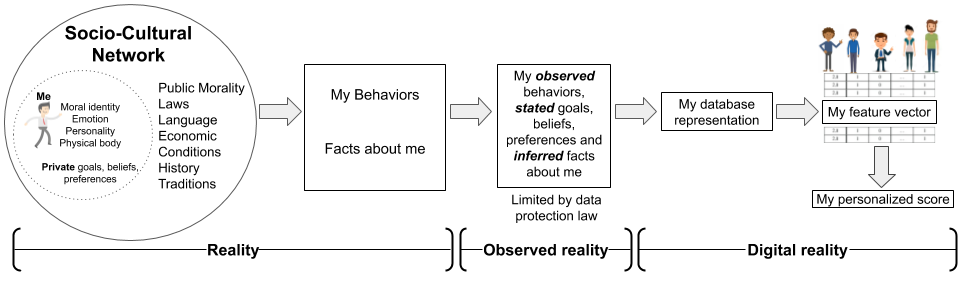 Socio-Cultural
Network
Me
Moral identity
Emotion
Personality
Physical body
Private goals, beliefs,
preferences
Public Morality
Laws
Language
Economic
Conditions
History
Traditions
My Behaviors
Facts about me
My observed
behaviors,
stated goals,
beliefs,
preferences and
inferred facts
about me
Limited by data
protection law
My database
representation
My feature vector
My personalized score
Reality
Observed reality
Digital reality